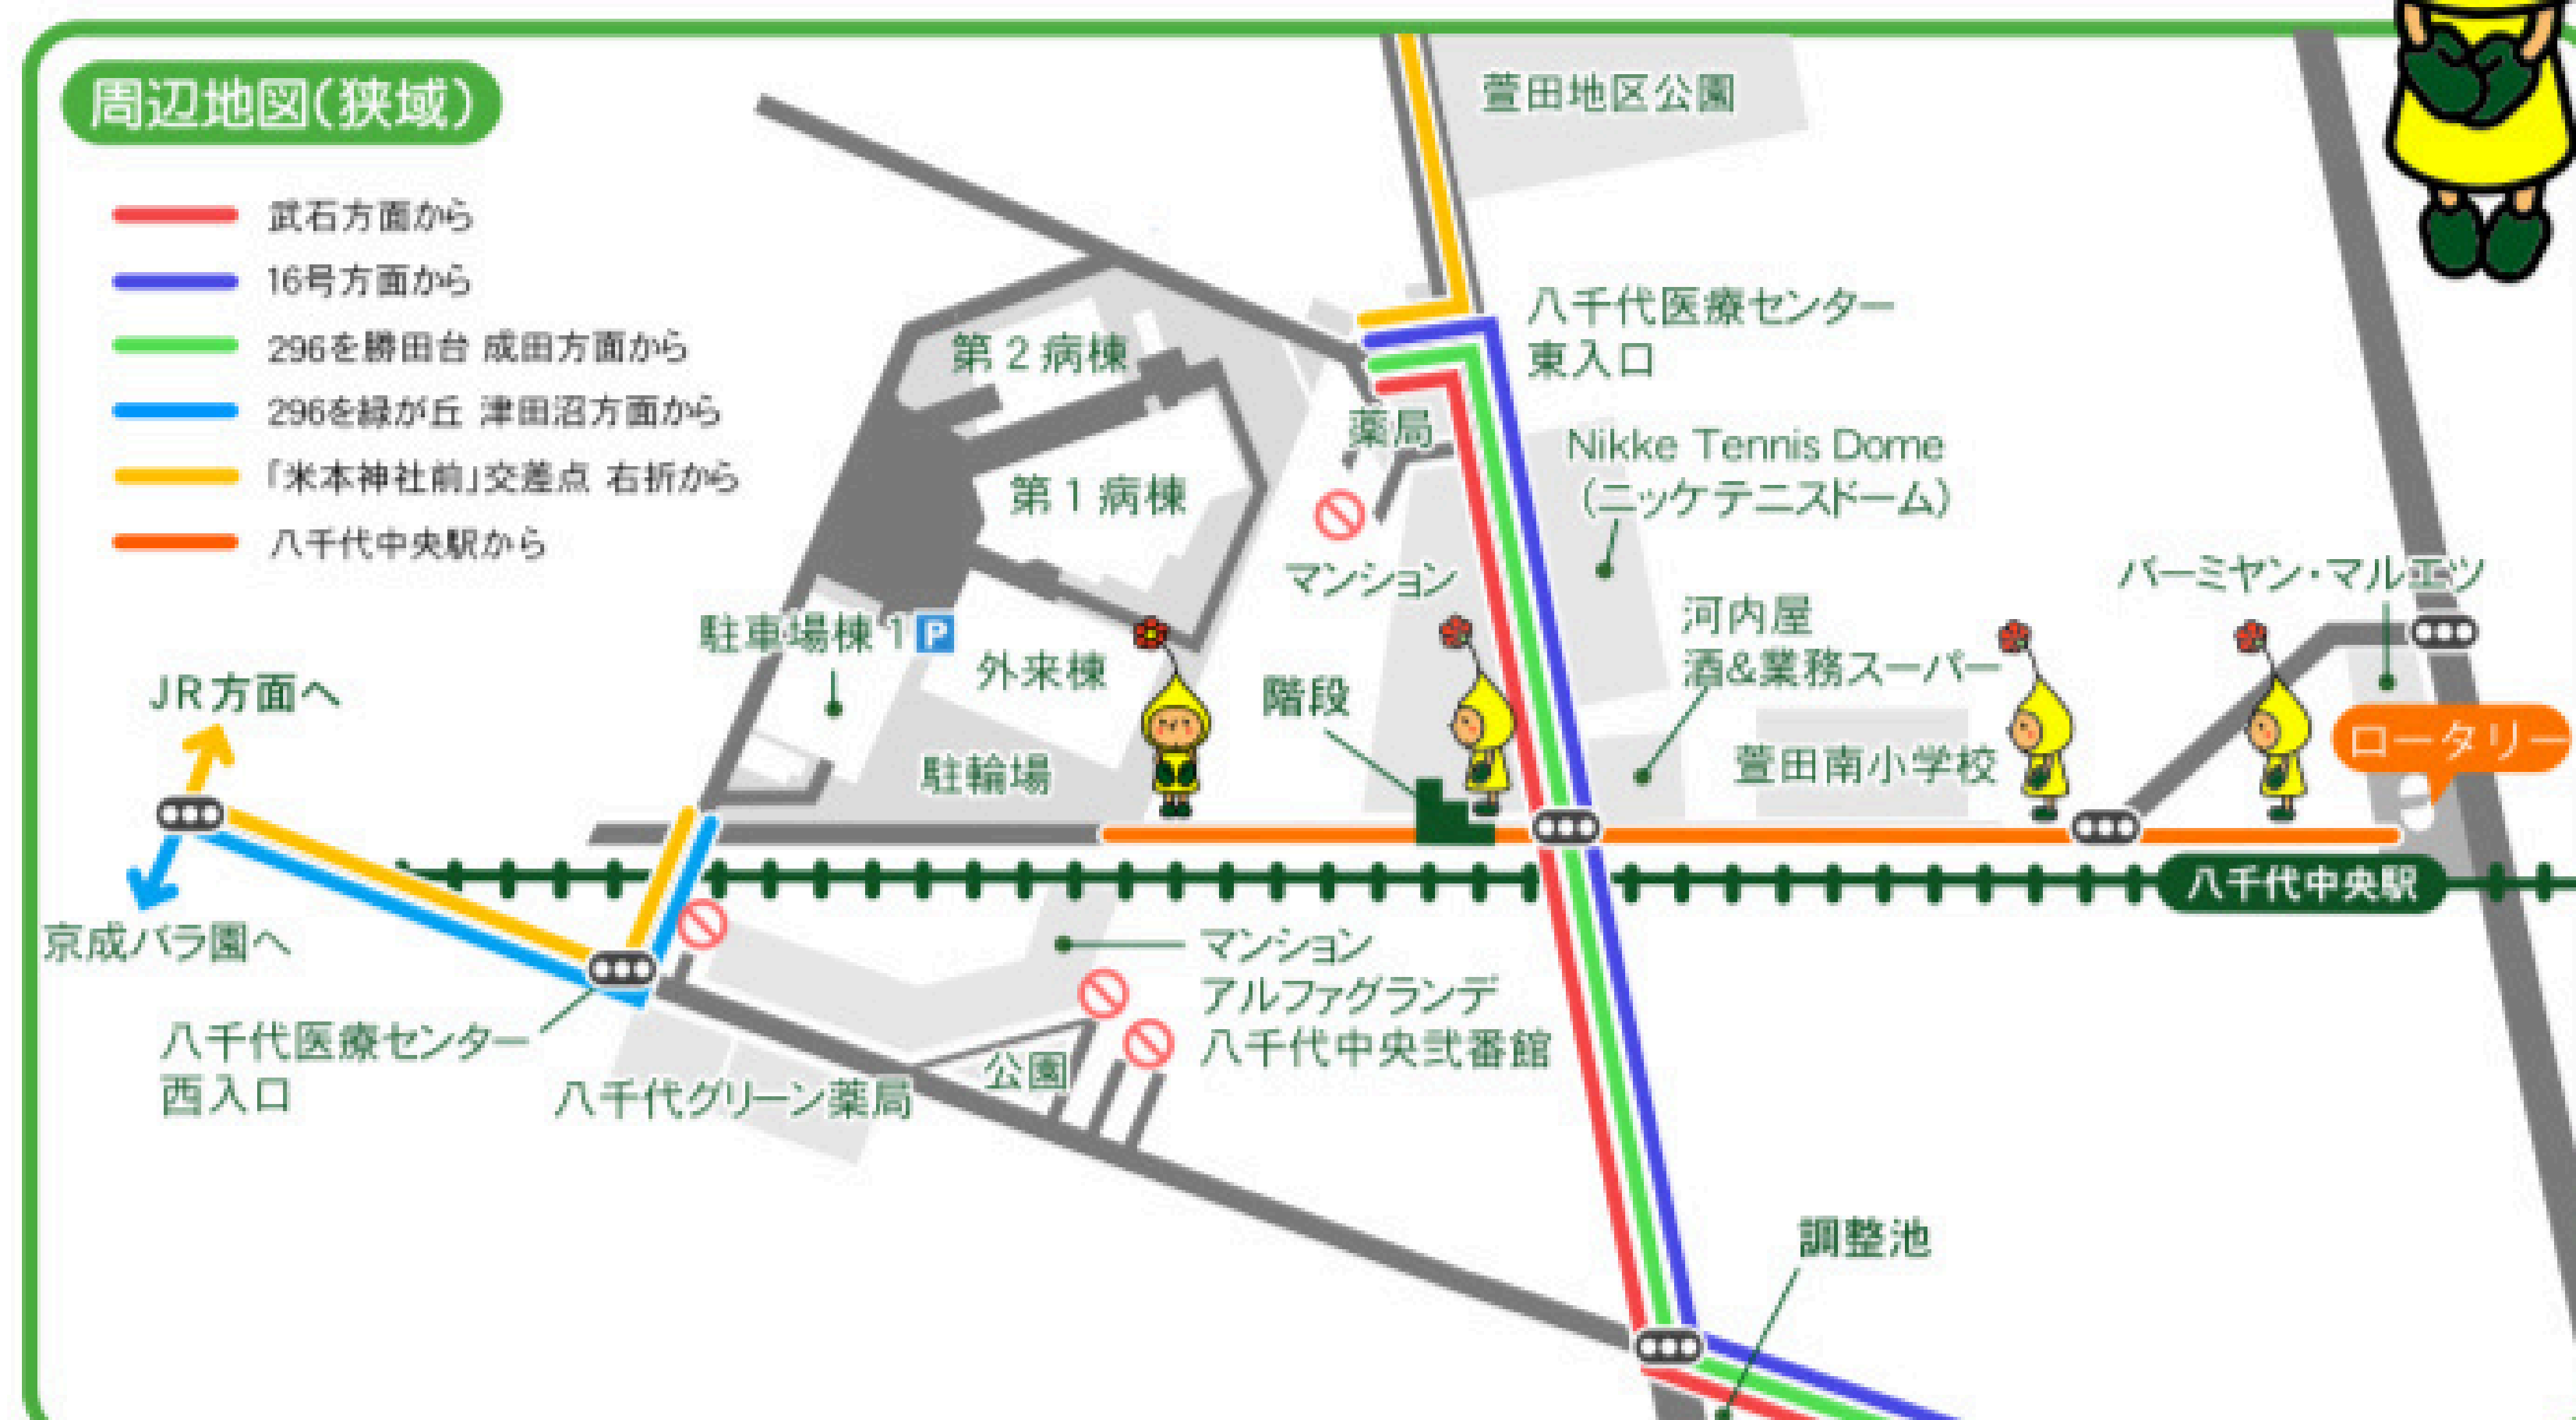 周辺地図(狭域)
武石方面から
16号方面から
296を勝田台 成田方面から
296を緑が丘 津田沼方面から
「米本神社前」交差点 右折から
八千代中央駅から
萱田地区公園
八千代医療センター
東入口
第2病棟
薬局
Nikke Tennis Dome
(ニッケテニスドーム)
第1病棟
マンション
バーミヤン・マルエツ
河内屋
酒&業務スーパー
駐車場棟1 P
外来棟
階段
JR方面へ
ロータリー
駐輪場
萱田南小学校
八千代中央駅
京成バラ園へ
マンション
アルファグランデ
八千代中央弐番館
八千代医療センター
西入口
公園
八千代グリーン薬局
調整池